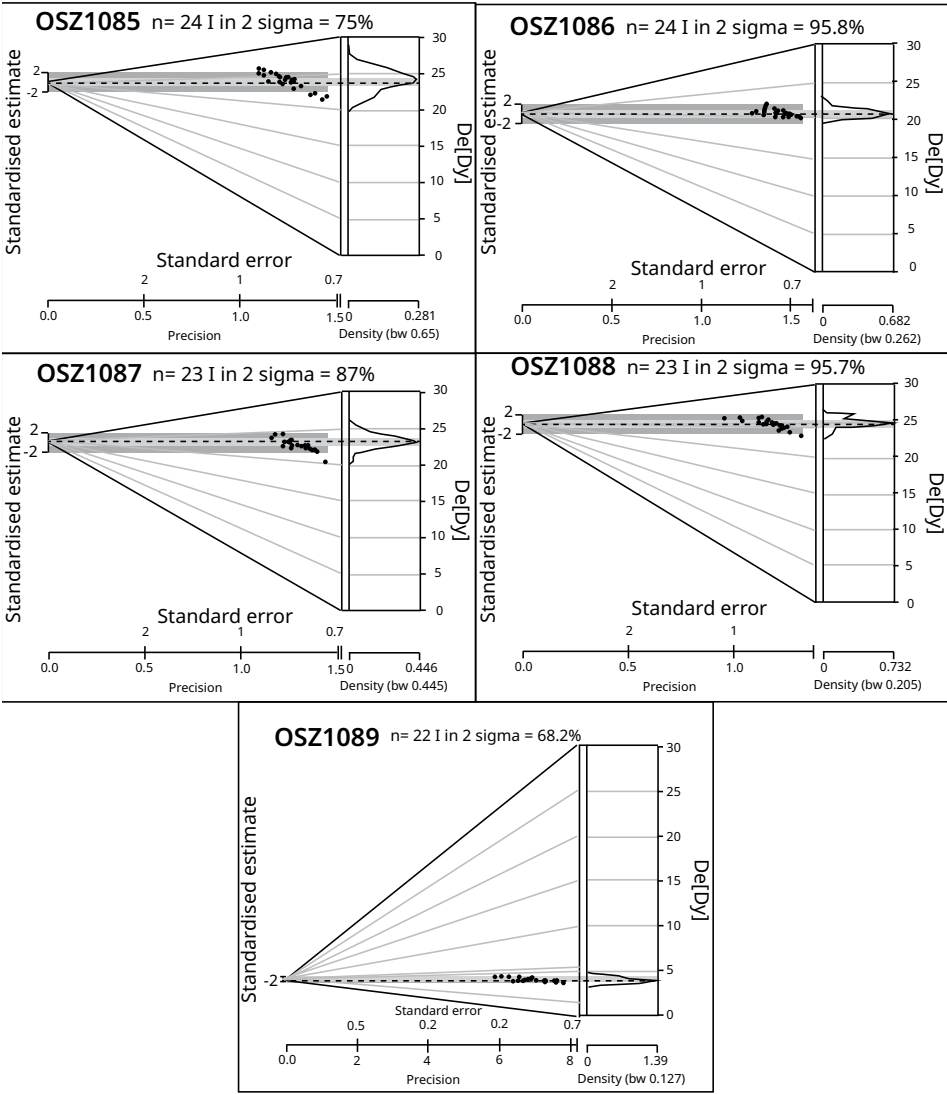 OSZ1085 n= 24 I in 2 sigma = 75%
Standardised estimate
2
-2
30
25
20
15
10
5
0
De[Dy]
Standard error
2 1 0.7
0.0 0.5 1.0 1.5 0 0.281
Precision Density (bw 0.65)
OSZ1086 n= 24 I in 2 sigma = 95.8%
Standardised estimate
2
-2
30
25
20
15
10
5
0
De[Dy]
Standard error
2 1 0.7
0.0 0.5 1.0 1.5 0 0.682
Precision Density (bw 0.262)
OSZ1087 n= 23 I in 2 sigma = 87%
Standardised estimate
2
-2
30
25
20
15
10
5
0
De[Dy]
Standard error
2 1 0.7
0.0 0.5 1.0 1.5 0 0.446
Precision Density (bw 0.445)
OSZ1088 n= 23 I in 2 sigma = 95.7%
Standardised estimate
2
-2
30
25
20
15
10
5
0
De[Dy]
Standard error
2 1
0.0 0.5 1.0 0 0.732
Precision Density (bw 0.205)
OSZ1089 n= 22 I in 2 sigma = 68.2%
Standardised estimate
-2
30
25
20
15
10
5
0
De[Dy]
Standard error
0.5 0.2 0.2 0.7
0.0 2 4 6 8 0 1.39
Precision Density (bw 0.127)